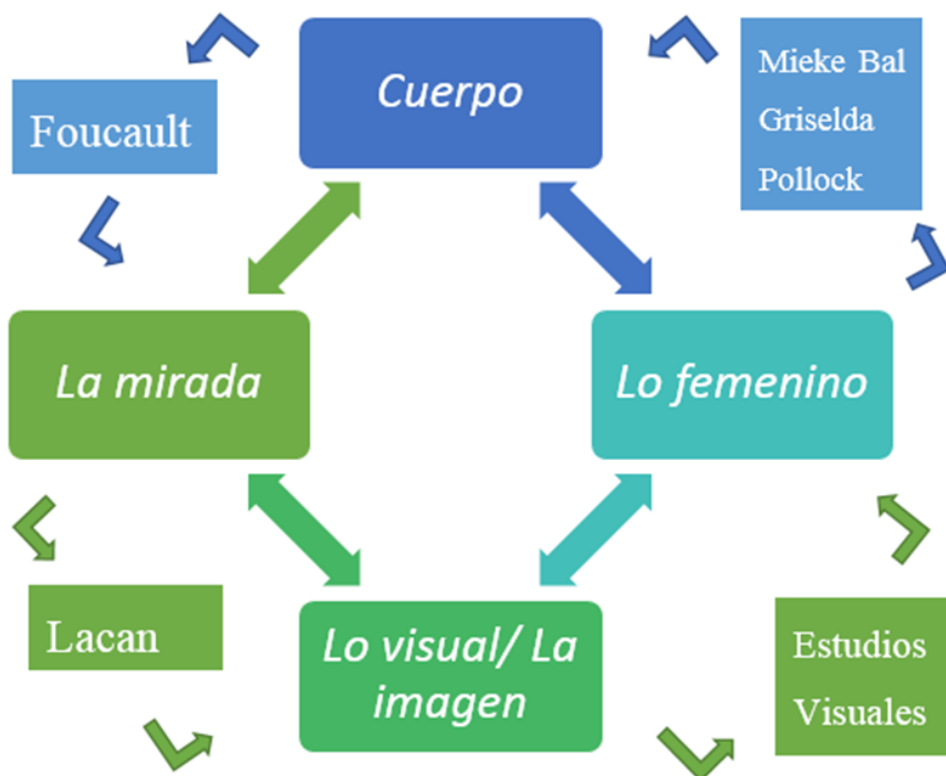 Cuerpo
Mieke Bal
Griselda
Pollock
Foucault
La mirada
Lo femenino
Lacan
Lo visual/ La
imagen
Estudios
Visuales